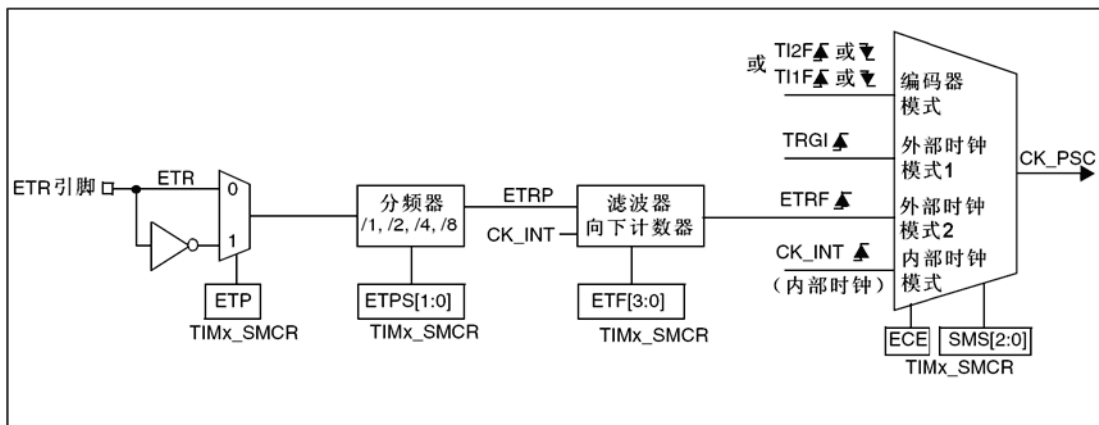 ETR引脚
ETR
0
1
ETP
TIMx_SMCR
分频器
/1, /2, /4, /8
ETPS[1:0]
TIMx_SMCR
ETRP
CK_INT
滤波器
向下计数器
ETF[3:0]
TIMx_SMCR
或 TI2F 或
TI1F 或
TRGI
ETRF
CK_INT
(内部时钟)
编码器
模式
外部时钟
模式1
外部时钟
模式2
内部时钟
模式
CK_PSC
ECE
SMS[2:0]
TIMx_SMCR